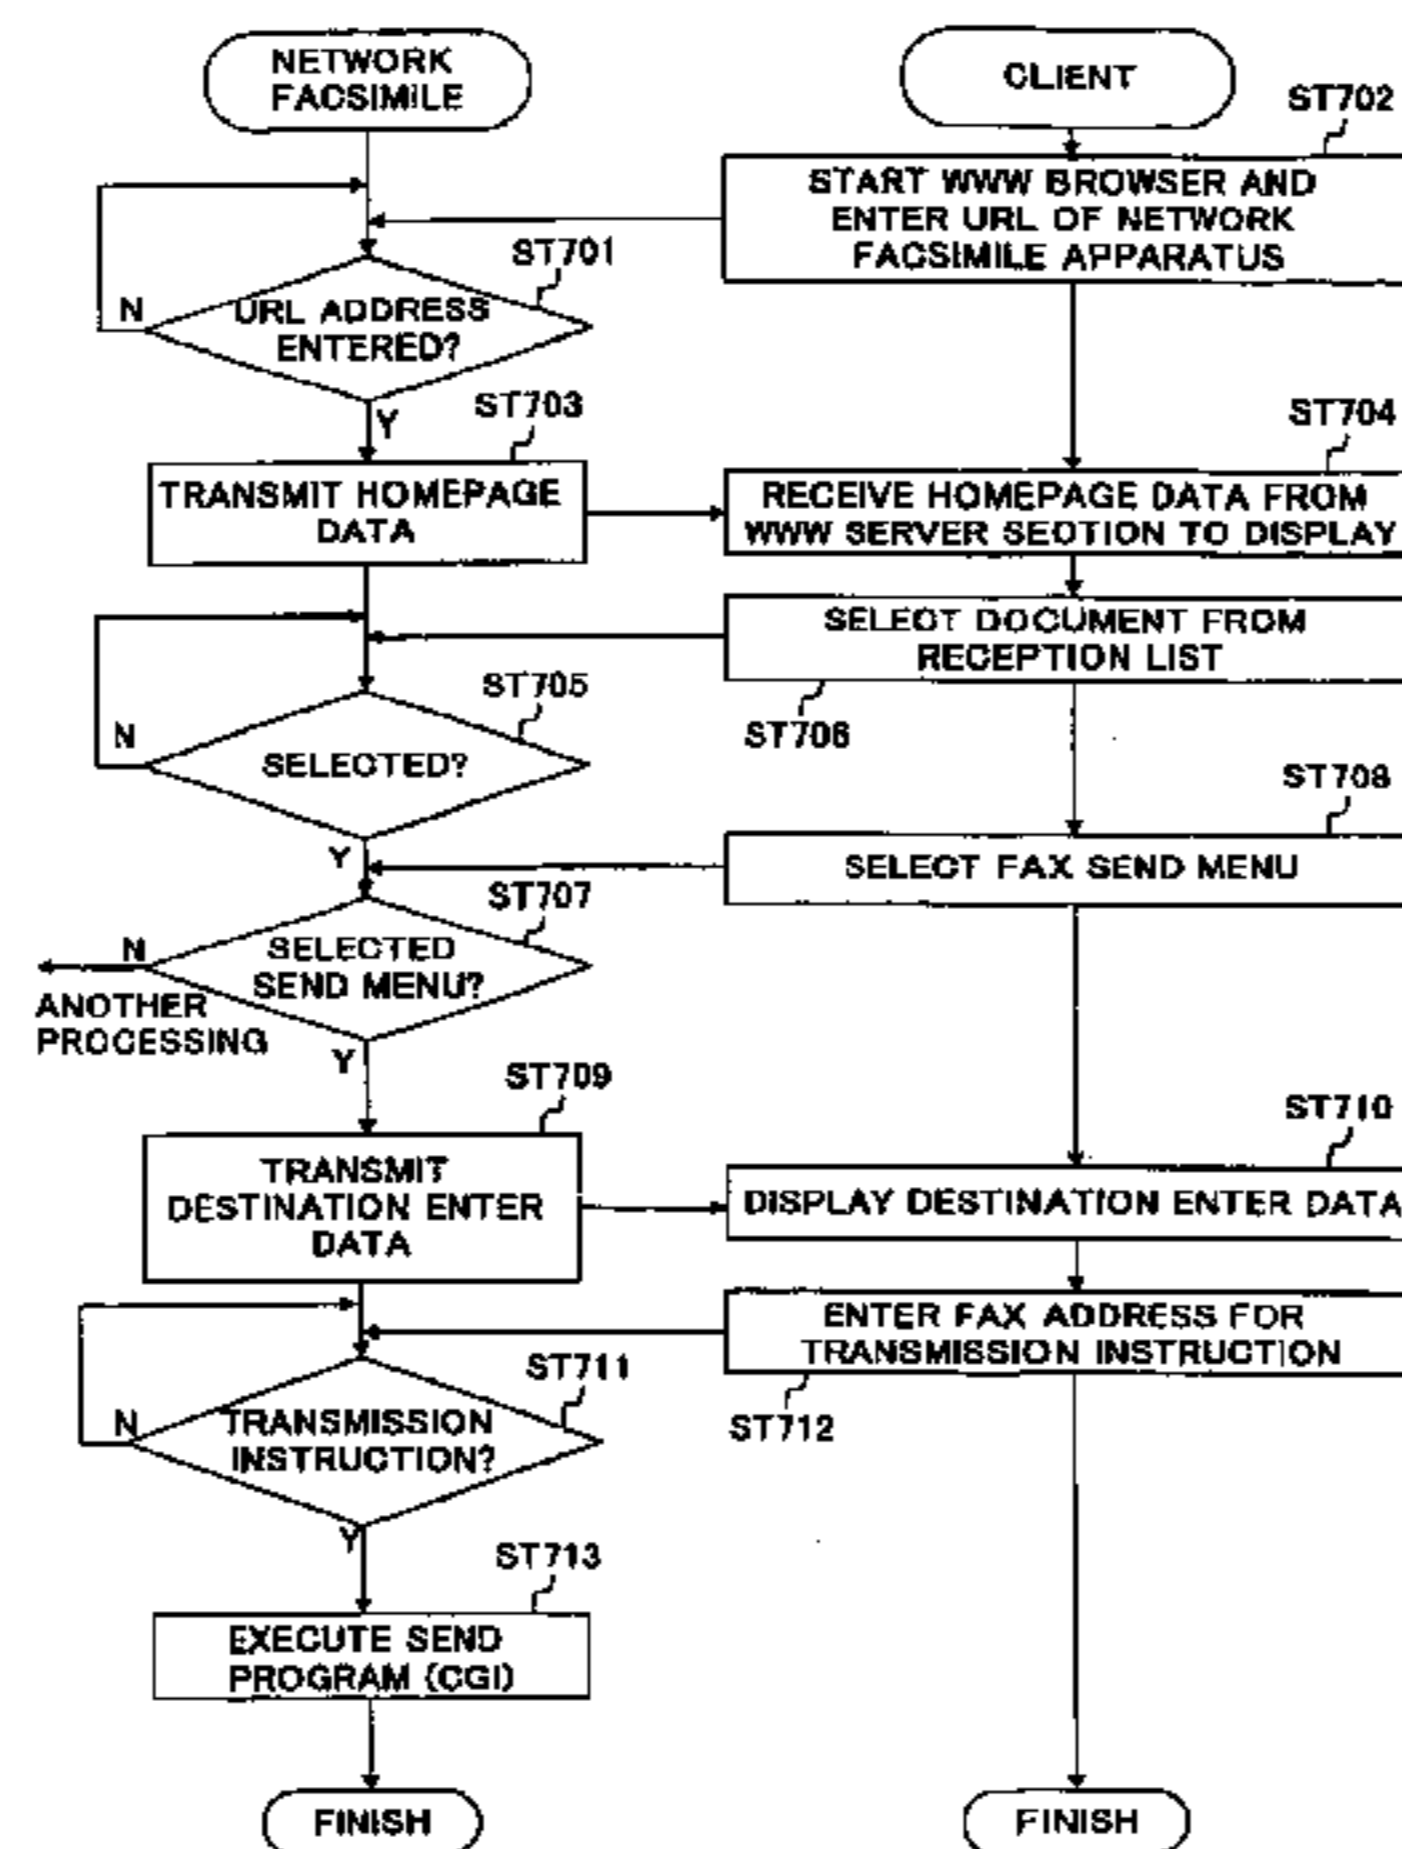 NETWORK
FACSIMILE
CLIENT
ST702
START WWW BROWSER AND
ENTER URL OF NETWORK
FACSIMILE APPARATUS
ST701
N
URL ADDRESS
ENTERED?
Y
ST703
TRANSMIT HOMEPAGE
DATA
ST704
RECEIVE HOMEPAGE DATA FROM
WWW SERVER SECTION TO DISPLAY
SELECT DOCUMENT FROM
RECEPTION LIST
ST706
ST705
N
SELECTED?
Y
ST708
SELECT FAX SEND MENU
ST707
N
SELECTED
SEND MENU?
ANOTHER
PROCESSING
Y
ST709
TRANSMIT
DESTINATION ENTER
DATA
ST710
DISPLAY DESTINATION ENTER DATA
ENTER FAX ADDRESS FOR
TRANSMISSION INSTRUCTION
ST712
ST711
N
TRANSMISSION
INSTRUCTION?
Y
ST713
EXECUTE SEND
PROGRAM (CGI)
FINISH
FINISH